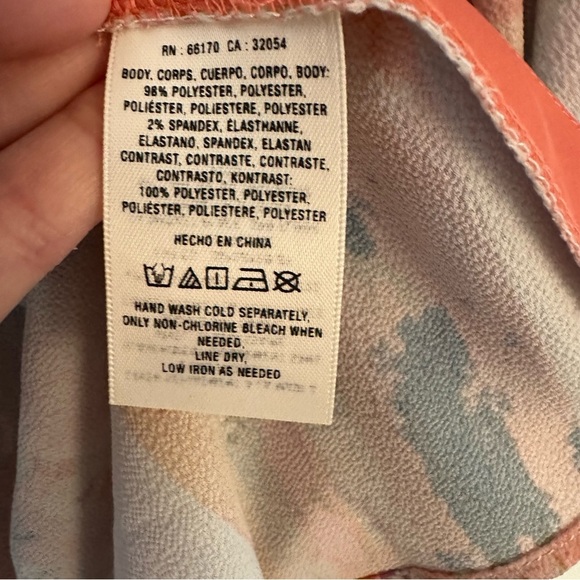 RN : 66170 CA : 32054
BODY, CORPS, CUERPO, CORPO, BODY:
98% POLYESTER, POLYESTER,
POLIÉSTER, POLIESTERE, POLYESTER
2% SPANDEX, ÉLASTHANNE,
ELASTANO, SPANDEX, ELASTAN
CONTRAST, CONTRASTE, CONTRASTE,
CONTRASTO, KONTRAST:
100% POLYESTER, POLYESTER,
POLIÉSTER, POLIESTERE, POLYESTER
HECHO EN CHINA
HAND WASH COLD SEPARATELY,
ONLY NON-CHLORINE BLEACH WHEN
NEEDED,
LINE DRY,
LOW IRON AS NEEDED